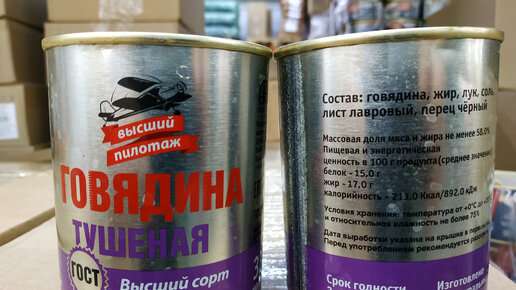 высший
пилотаж
ГОВЯДИНА
ТУШЕНАЯ
ГОСТ
Высший сорт
Состав: говядина, жир, лук, соль,
лист лавровый, перец чёрный
Массовая доля мяса и жира не менее 58.0%
Пищевая и энергетическая
ценность в 100 г продукта(среднее
белок - 15,0 г
жир - 17,0 г
калорийность - 213,0 Ккал/892,0 кДж
Условия хранения: температура от +0°С до
и относительная влажность не более 75%
Дата выработки указана на крышке в
Перед употреблением рекомендуется
Срок годности
Изготовлено